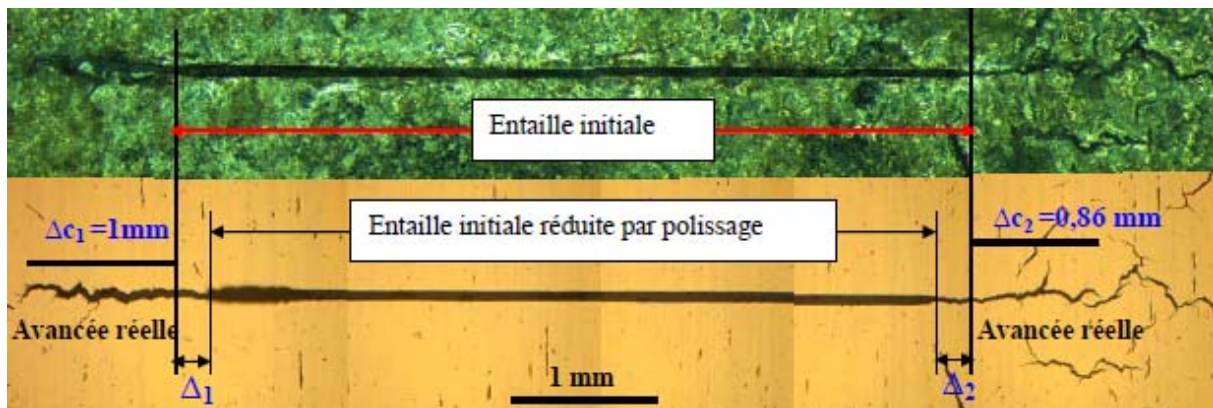 Entaille initiale
Entaille initiale réduite par polissage
Δc₁ =1mm
Δc₂ =0,86 mm
Avancée réelle
Avancée réelle
Δ₁
1 mm
Δ₂